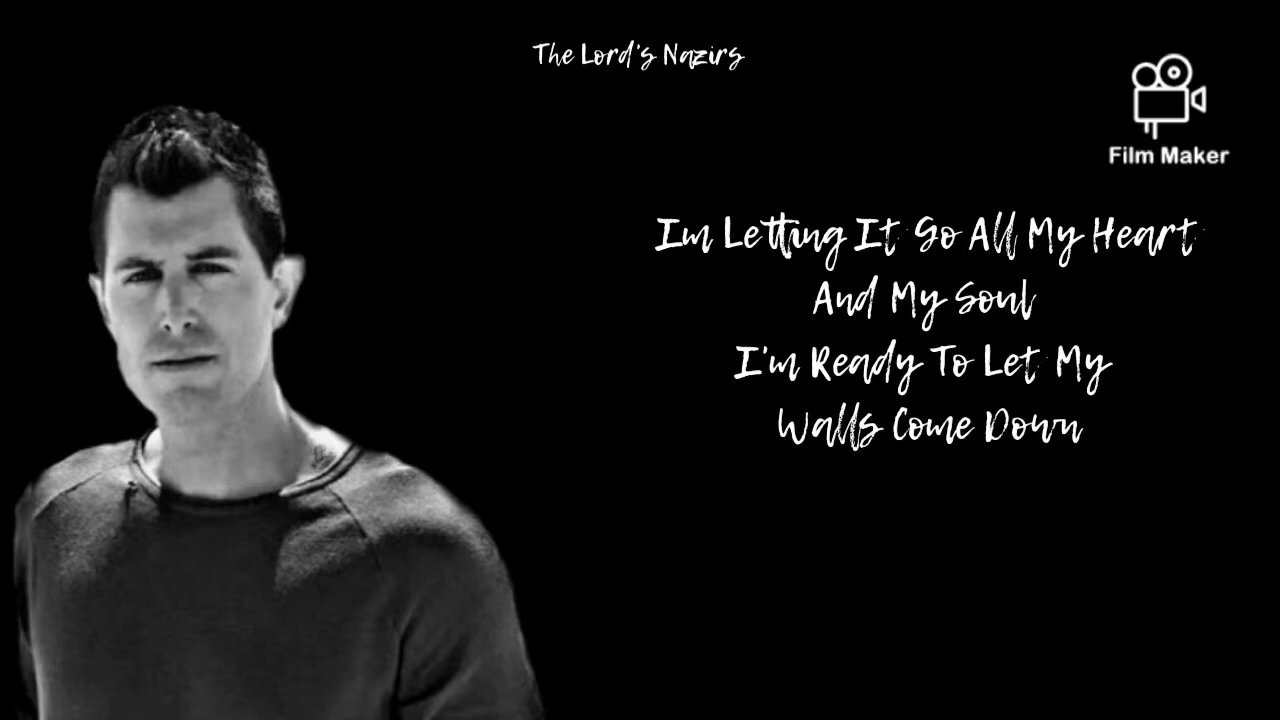 The Lord's Nazirs
Film Maker
Im Letting It Go All My Heart
And My Soul
I'm Ready To Let My
Walls Come Down